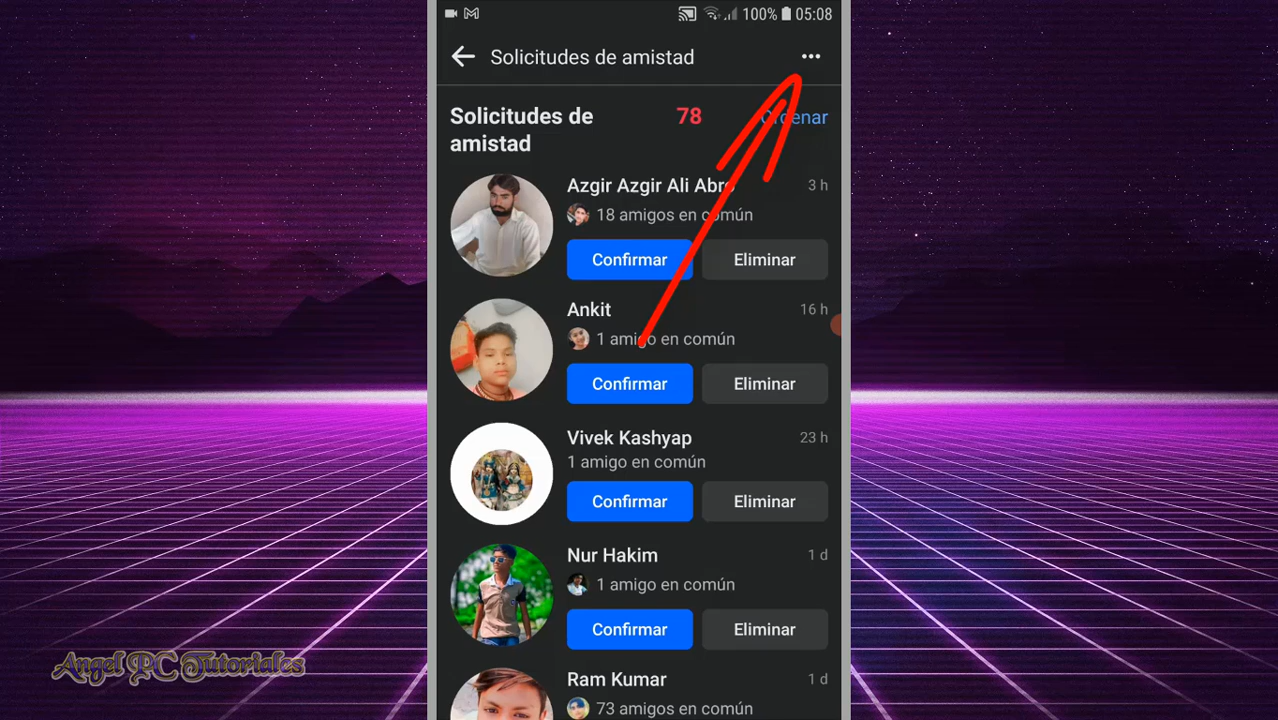 100% 05:08
Solicitudes de amistad
Solicitudes de
amistad
78
Ordenar
Azgir Azgir Ali Abro
3 h
18 amigos en común
Confirmar
Eliminar
Ankit
16 h
1 amigo en común
Confirmar
Eliminar
Vivek Kashyap
23 h
1 amigo en común
Confirmar
Eliminar
Nur Hakim
1 d
1 amigo en común
Confirmar
Eliminar
Ram Kumar
1 d
73 amigos en común
Angel PC Tutoriales